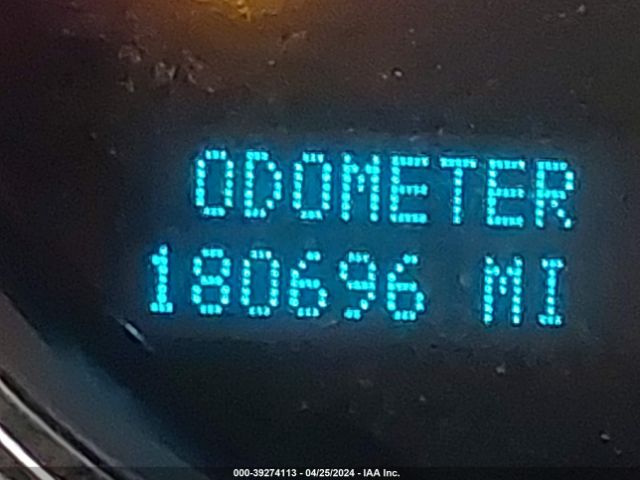 ODOMETER
180696 MI
000-39274113 - 04/25/2024 - IAA Inc.